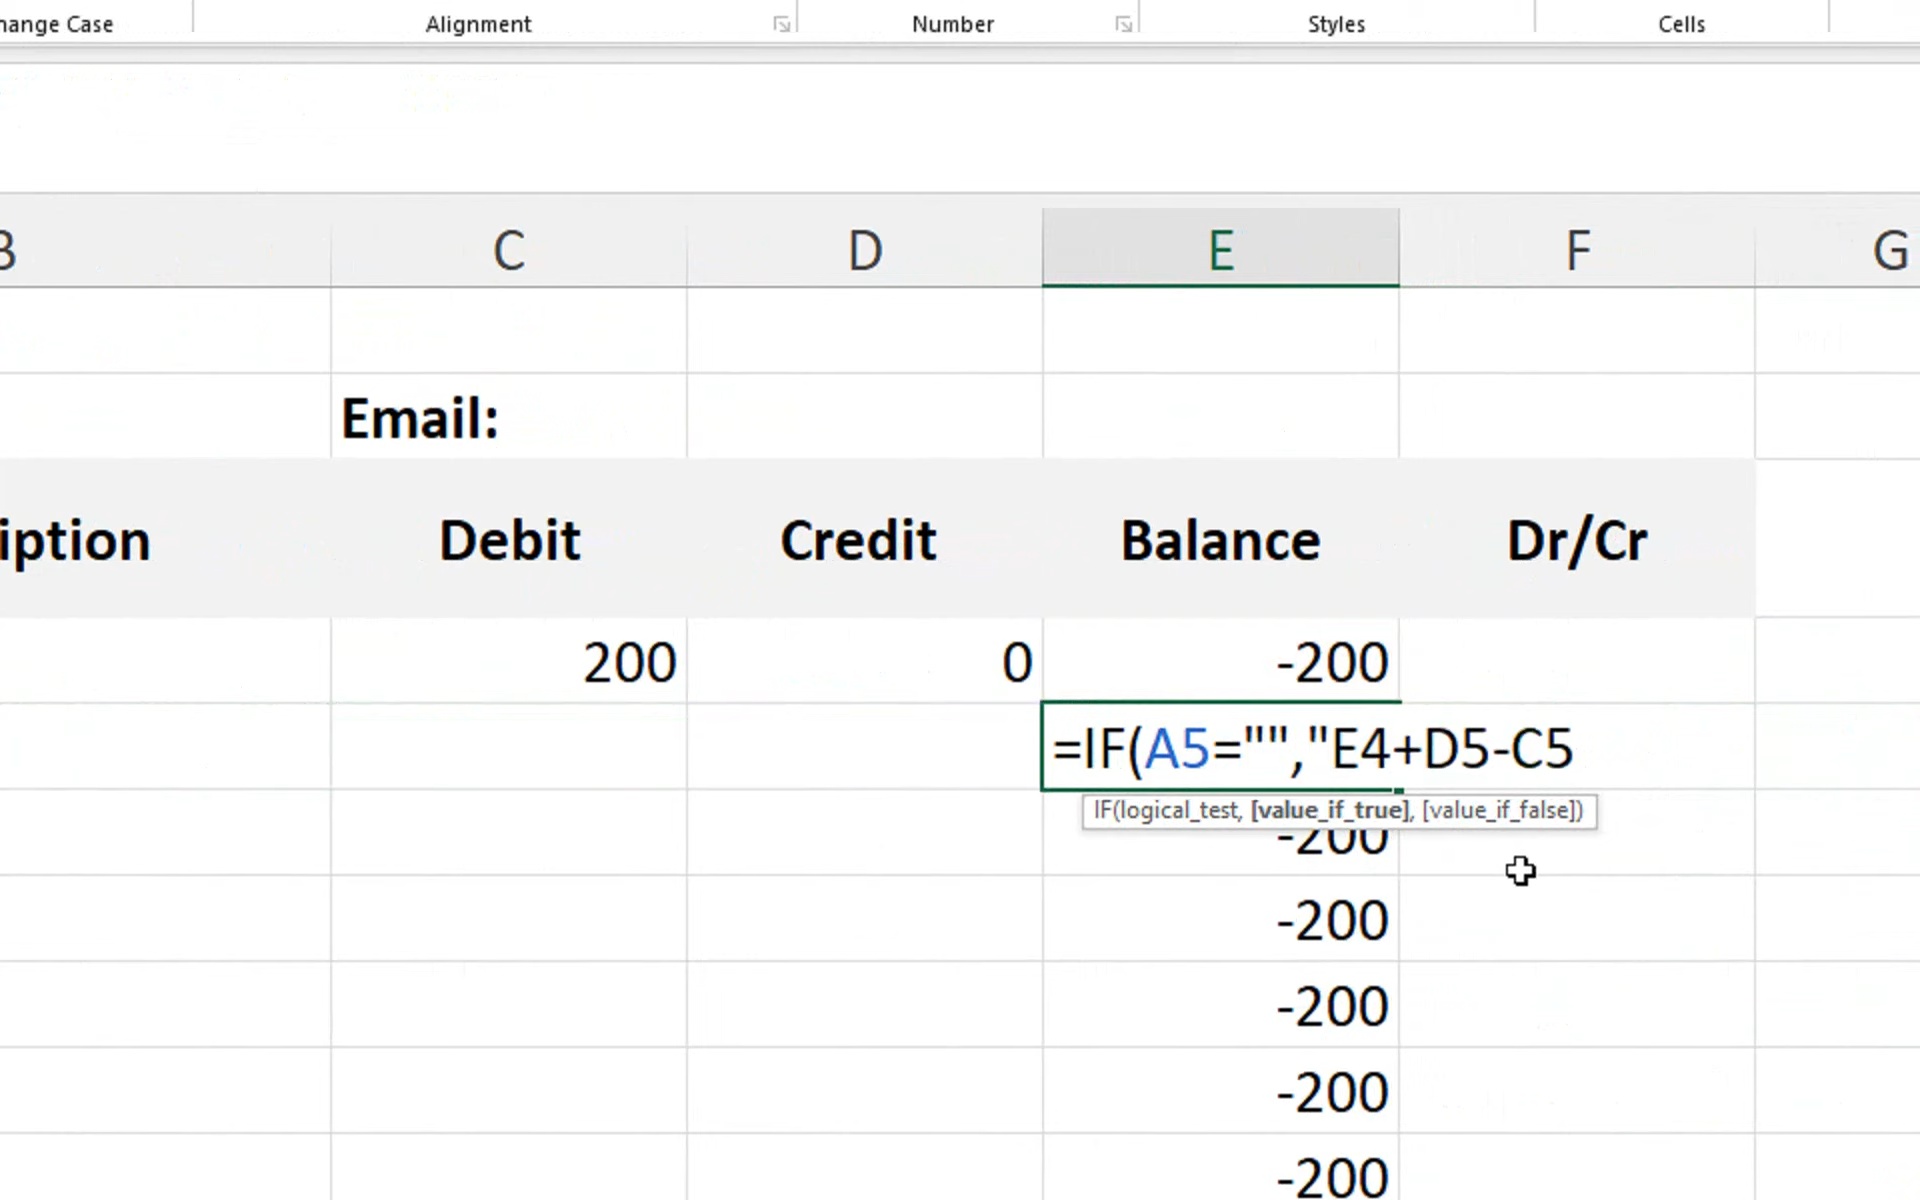 hange Case Alignment Number Styles Cells
B C D E F G
Email:
iption Debit Credit Balance Dr/Cr
200 0 -200
=IF(A5="","E4+D5-C5
IF(logical_test, [value_if_true], [value_if_false])
-200
-200
-200
-200
-200